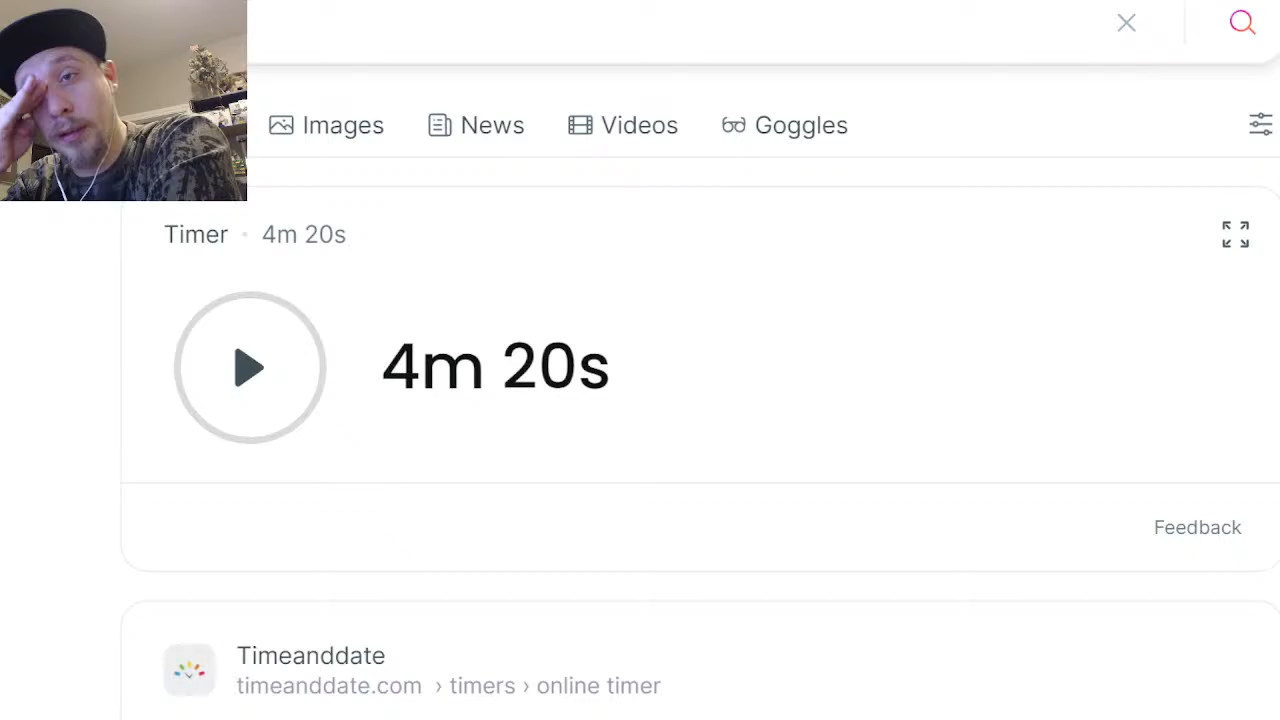 Images News Videos Goggles
Timer • 4m 20s
4m 20s
Feedback
Timeanddate
timeanddate.com › timers › online timer